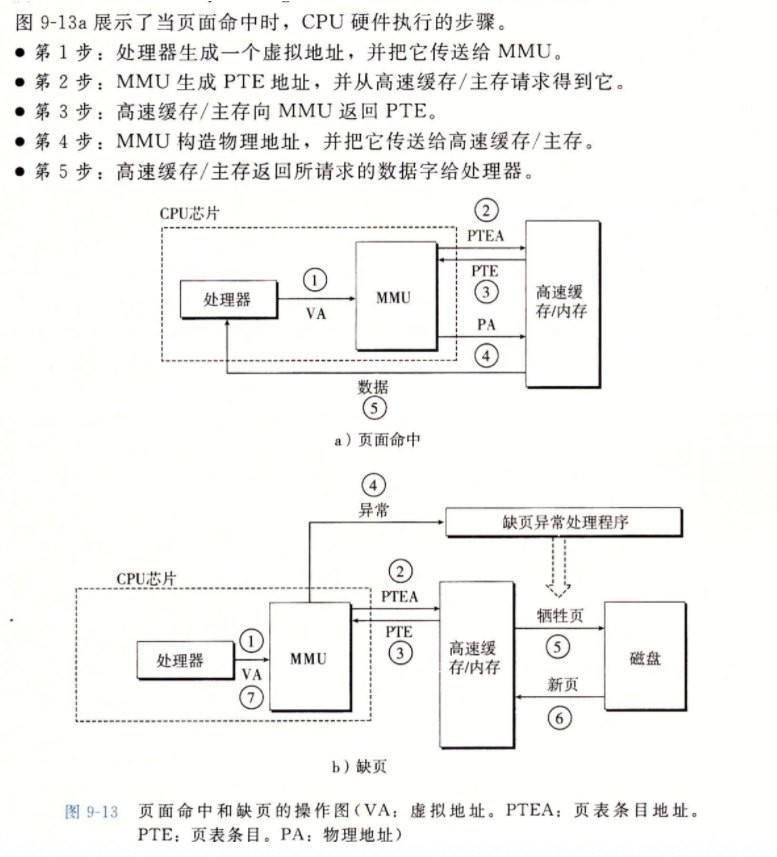 图 9-13a 展示了当页面命中时，CPU 硬件执行的步骤。
● 第 1 步：处理器生成一个虚拟地址，并把它传送给 MMU。
● 第 2 步：MMU 生成 PTE 地址，并从高速缓存/主存请求得到它。
● 第 3 步：高速缓存/主存向 MMU 返回 PTE。
● 第 4 步：MMU 构造物理地址，并把它传送给高速缓存/主存。
● 第 5 步：高速缓存/主存返回所请求的数据字给处理器。
CPU芯片
②
PTEA
处理器
①
VA
MMU
PTE
③
高速缓
存/内存
PA
④
数据
⑤
a）页面命中
④
异常
缺页异常处理程序
CPU芯片
②
PTEA
处理器
①
VA
⑦
MMU
PTE
③
高速缓
存/内存
牺牲页
⑤
新页
⑥
磁盘
b）缺页
图 9-13 页面命中和缺页的操作图（VA：虚拟地址。PTEA：页表条目地址。
PTE：页表条目。PA：物理地址）